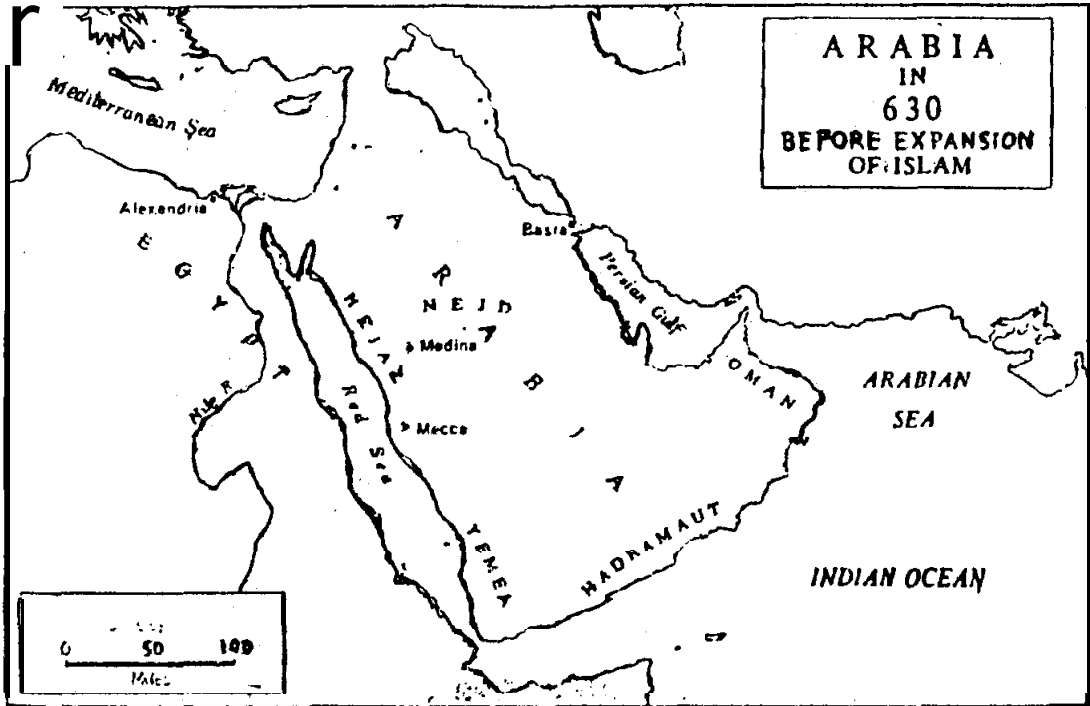 r
ARABIA
IN
630
BEFORE EXPANSION
OF ISLAM
Mediterranean Sea
Alexandria
EGYPT
Nile R
Basra
Persian Gulf
ARABIA
NEJD
HEJAZ
Medina
Mecca
Red Sea
OMAN
ARABIAN
SEA
YEMEN
HADRAMAUT
INDIAN OCEAN
0 50 100
Miles